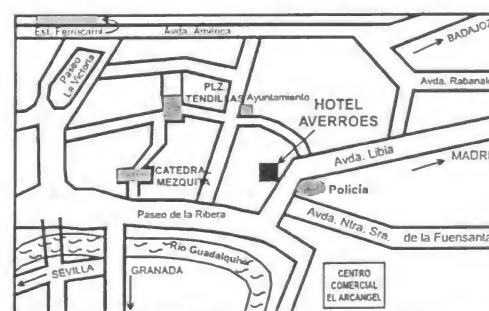 Est. Ferrocarril
Avda. América
BADAJOZ
Paseo
La Victoria
PLZ.
TENDILLAS
Ayuntamiento
Avda. Rabanale
HOTEL
AVERROES
Avda. Libia
MADRI
CATEDRAL
MEZQUITA
Policía
Paseo de la Ribera
Avda. Ntra. Sra. de la Fuensanta
Río Guadalquivir
SEVILLA
GRANADA
CENTRO
COMERCIAL
EL ARCANGEL